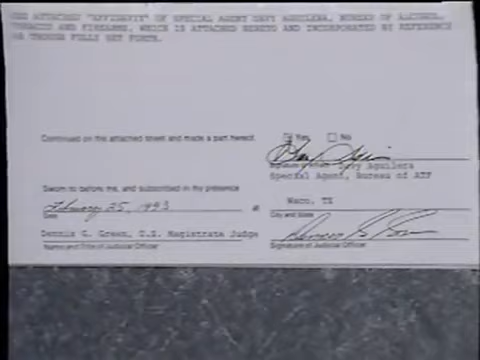 SEE ATTACHED "AFFIDAVIT" OF SPECIAL AGENT DAVY AGUILERA, BUREAU OF ALCOHOL,
TOBACCO AND FIREARMS, WHICH IS ATTACHED HERETO AND INCORPORATED BY REFERENCE
AS THOUGH FULLY SET FORTH.
Continued on the attached sheet and made a part hereof. Yes No
Davy Aguilera
Special Agent, Bureau of ATF
Sworn to before me, and subscribed in my presence
February 25, 1993 at Waco, TX
Date City and State
Dennis G. Green, U.S. Magistrate Judge Dennis G. Green
Name and Title of Judicial Officer Signature of Judicial Officer